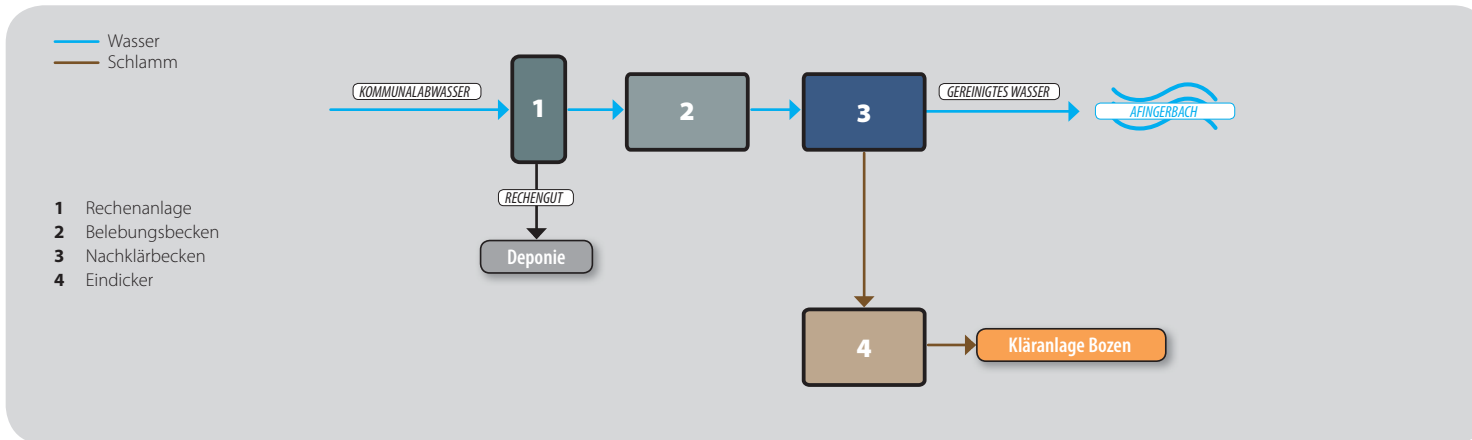 Wasser
Schlamm
KOMMUNALABWASSER
1
2
3
GEREINIGTES WASSER
AFINGERBACH
RECHENGUT
Deponie
1 Rechenanlage
2 Belebungsbecken
3 Nachklärbecken
4 Eindicker
4
Kläranlage Bozen